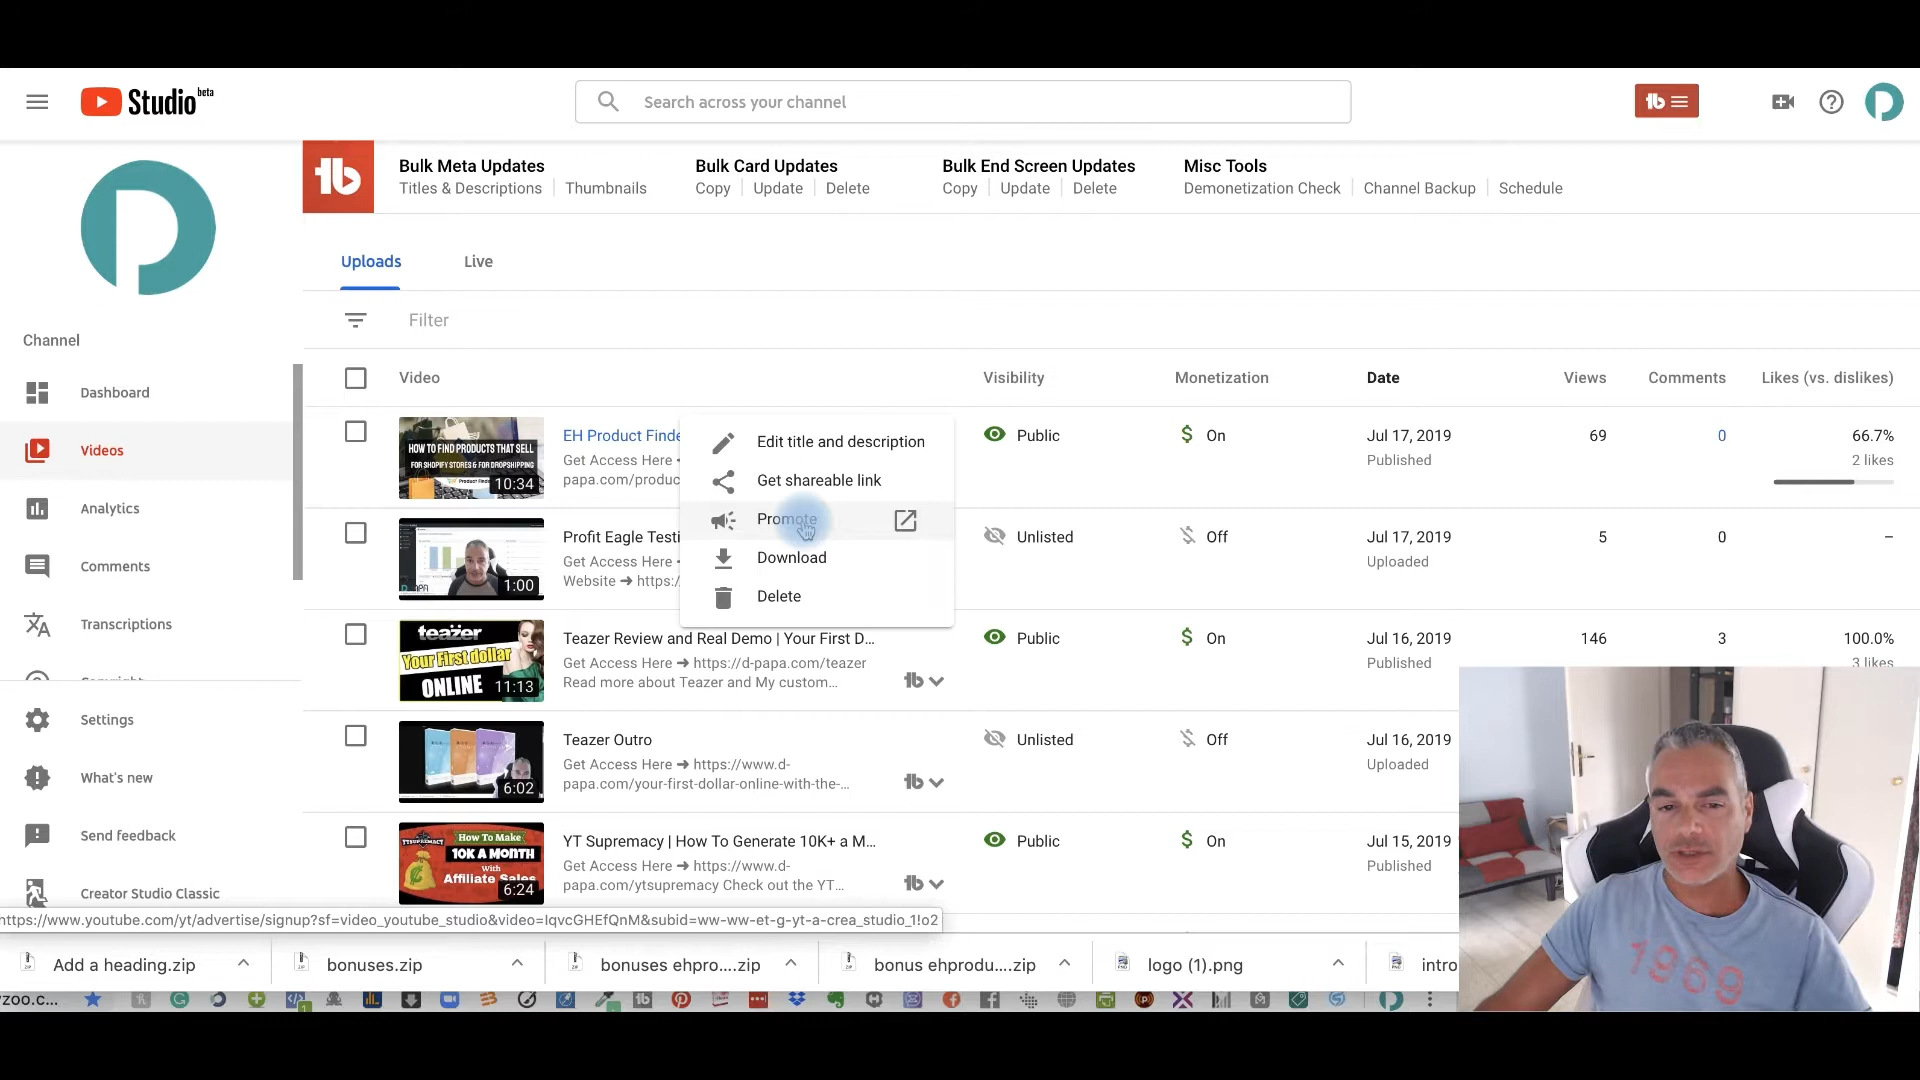 Studio beta
Search across your channel
Bulk Meta Updates
Titles & Descriptions
Thumbnails
Bulk Card Updates
Copy
Update
Delete
Bulk End Screen Updates
Copy
Update
Delete
Misc Tools
Demonetization Check
Channel Backup
Schedule
Uploads
Live
Filter
Channel
Dashboard
Videos
Analytics
Comments
Transcriptions
Settings
What's new
Send feedback
Creator Studio Classic
Video
Visibility
Monetization
Date
Views
Comments
Likes (vs. dislikes)
HOW TO FIND PRODUCTS THAT SELL
FOR SHOPIFY STORES & FOR DROPSHIPPING
10:34
EH Product Finde
Get Access Here
papa.com/produc
Edit title and description
Get shareable link
Promote
Download
Delete
Public
On
Jul 17, 2019
Published
69
0
66.7%
2 likes
1:00
Profit Eagle Testi
Get Access Here
Website ➔ https:/
Unlisted
Off
Jul 17, 2019
Uploaded
5
0
–
teazer
Your First dollar
ONLINE
11:13
Teazer Review and Real Demo | Your First D...
Get Access Here ➔ https://d-papa.com/teazer
Read more about Teazer and My custom...
Public
On
Jul 16, 2019
Published
146
3
100.0%
3 likes
6:02
Teazer Outro
Get Access Here ➔ https://www.d-
papa.com/your-first-dollar-online-with-the-...
Unlisted
Off
Jul 16, 2019
Uploaded
YTSUPREMACY
How To Make
10K A MONTH
With
Affiliate Sales
6:24
YT Supremacy | How To Generate 10K+ a M...
Get Access Here ➔ https://www.d-
papa.com/ytsupremacy Check out the YT...
Public
On
Jul 15, 2019
Published
https://www.youtube.com/yt/advertise/signup?sf=video_youtube_studio&video=IqvcGHEfQnM&subid=ww-ww-et-g-yt-a-crea_studio_1!o2
Add a heading.zip
bonuses.zip
bonuses ehpro....zip
bonus ehprodu....zip
logo (1).png
intro
zoo.c...
1969